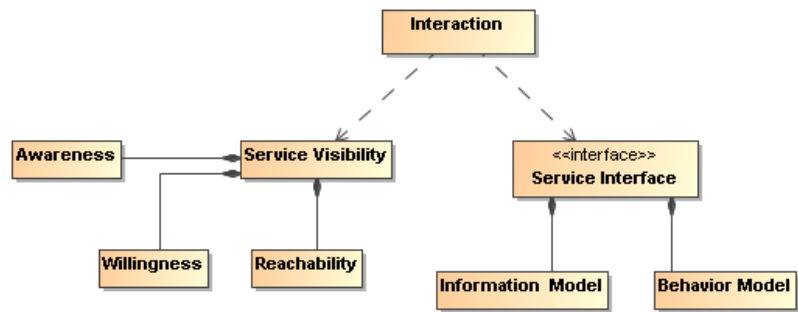 Interaction
Awareness
Service Visibility
<<interface>>
Service Interface
Willingness
Reachability
Information Model
Behavior Model